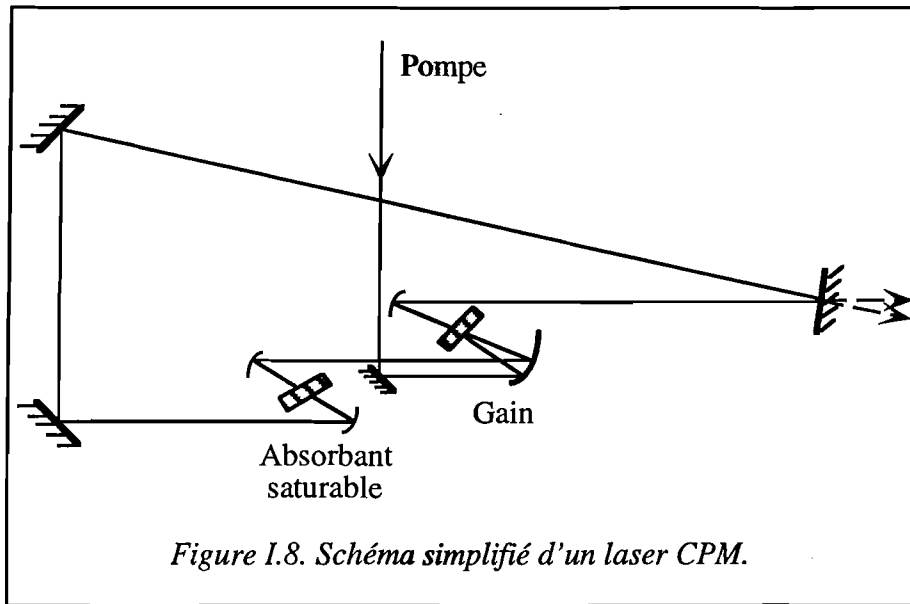 Pompe
Gain
Absorbant
saturable
Figure I.8. Schéma simplifié d'un laser CPM.